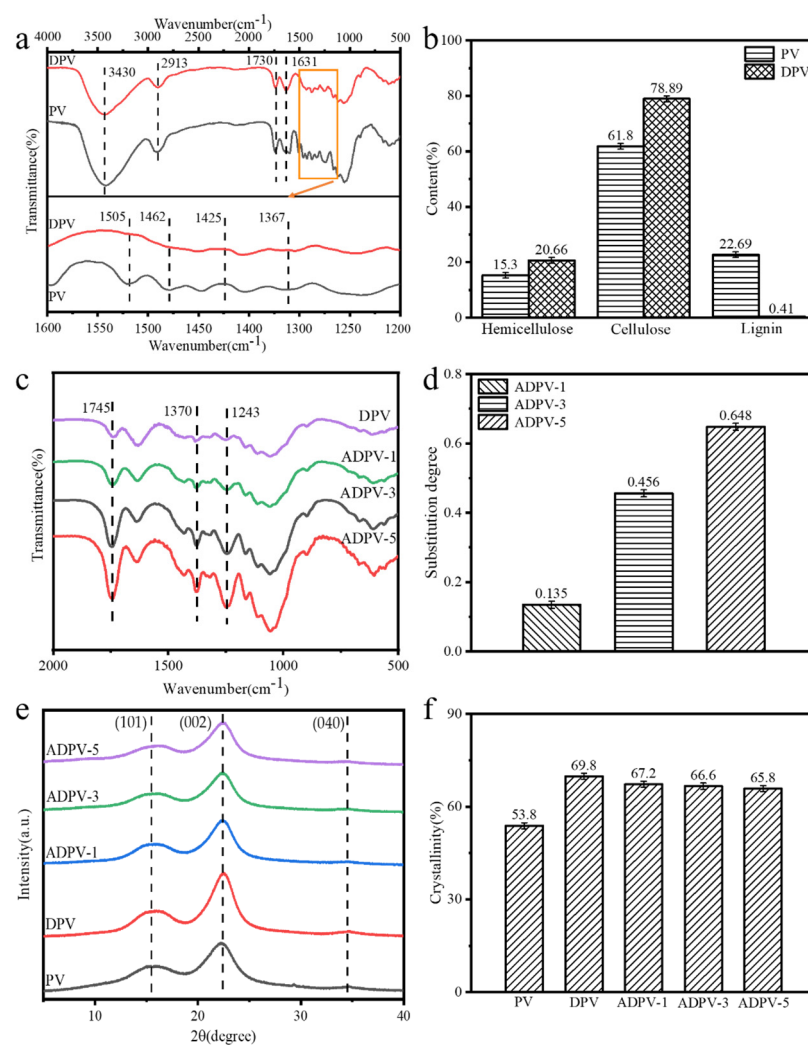 a
Wavenumber(cm-1)
4000 3500 3000 2500 2000 1500 1000 500
DPV
3430
2913
1730
1631
PV
Transmittance(%)
1505
1462
1425
1367
DPV
PV
1600 1550 1500 1450 1400 1350 1300 1250 1200
Wavenumber(cm-1)
b
PV
DPV
100
80
60
40
20
0
Content(%)
15.3
20.66
61.8
78.89
22.69
0.41
Hemicellulose Cellulose Lignin
c
1745
1370
1243
DPV
ADPV-1
ADPV-3
ADPV-5
Transmittance(%)
2000 1500 1000 500
Wavenumber(cm-1)
d
ADPV-1
ADPV-3
ADPV-5
0.8
0.6
0.4
0.2
0.0
Substitution degree
0.135
0.456
0.648
e
(101)
(002)
(040)
ADPV-5
ADPV-3
ADPV-1
DPV
PV
Intensity(a.u.)
10 20 30 40
2θ(degree)
f
90
60
30
0
Crystallinity(%)
53.8
69.8
67.2
66.6
65.8
PV DPV ADPV-1 ADPV-3 ADPV-5